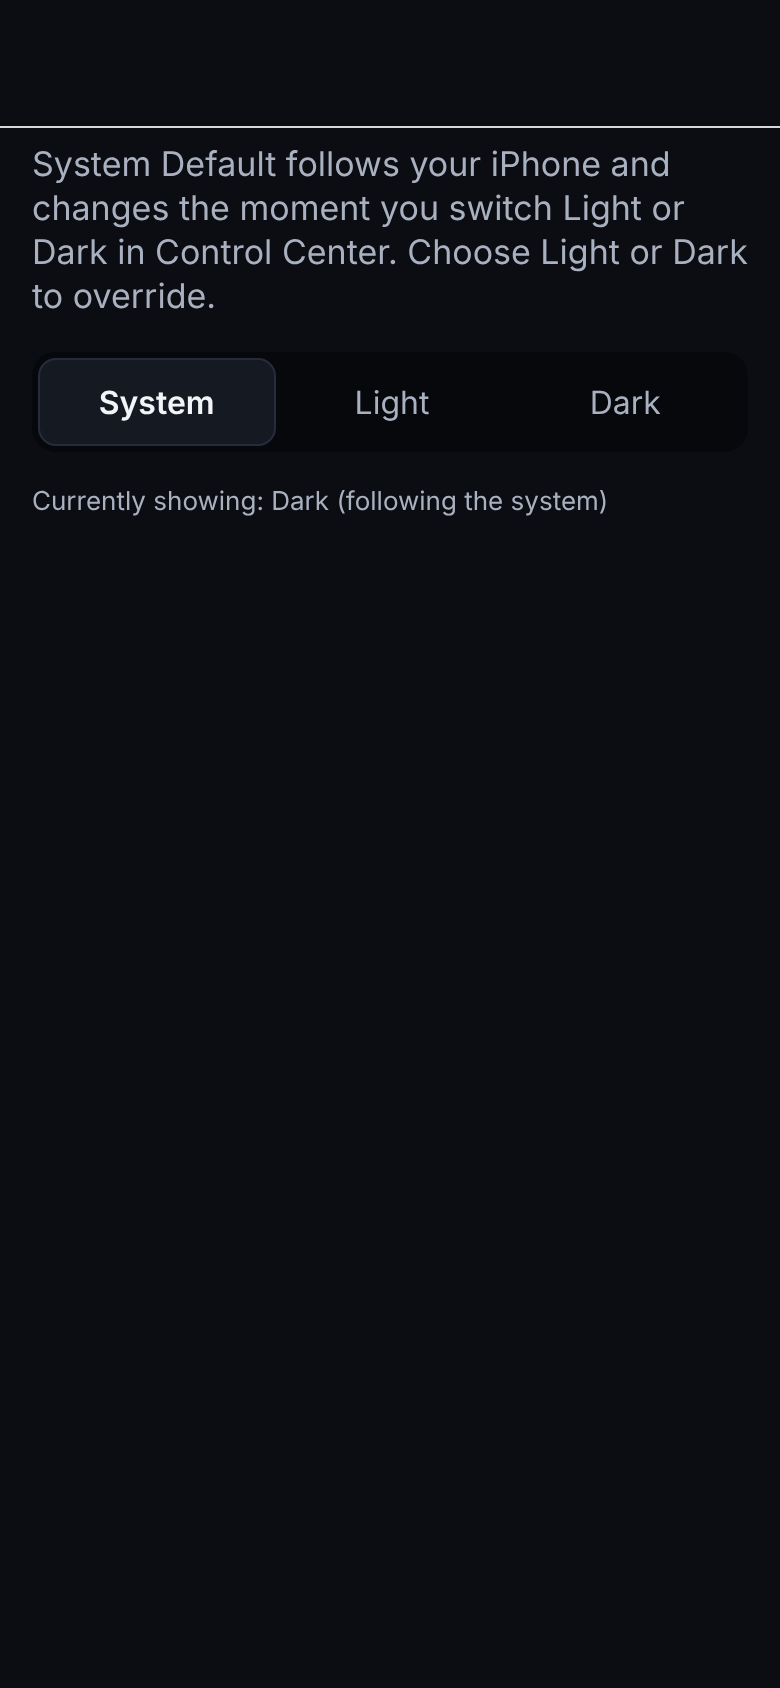 System Default follows your iPhone and
changes the moment you switch Light or
Dark in Control Center. Choose Light or Dark
to override.
System
Light
Dark
Currently showing: Dark (following the system)